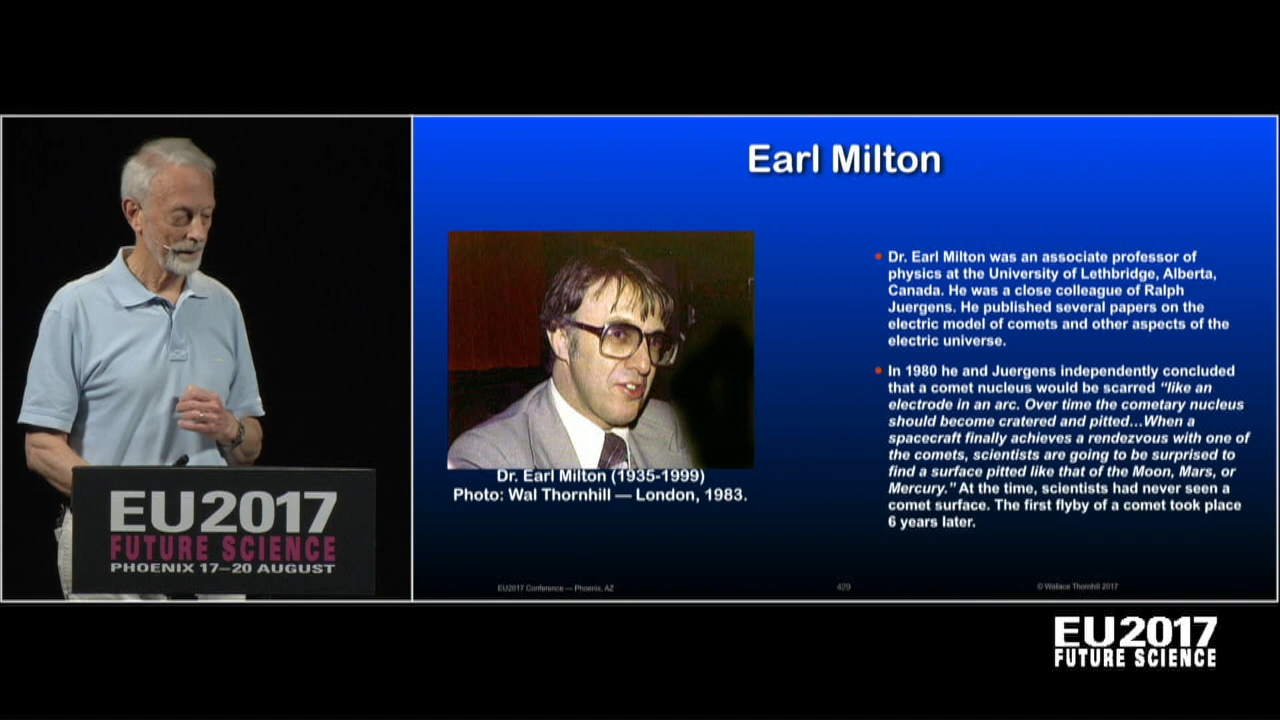 Earl Milton
Dr. Earl Milton (1935-1999)
Photo: Wal Thornhill — London, 1983.
• Dr. Earl Milton was an associate professor of
physics at the University of Lethbridge, Alberta,
Canada. He was a close colleague of Ralph
Juergens. He published several papers on the
electric model of comets and other aspects of the
electric universe.
• In 1980 he and Juergens independently concluded
that a comet nucleus would be scarred “like an
electrode in an arc. Over time the cometary nucleus
should become cratered and pitted…When a
spacecraft finally achieves a rendezvous with one of
the comets, scientists are going to be surprised to
find a surface pitted like that of the Moon, Mars, or
Mercury.” At the time, scientists had never seen a
comet surface. The first flyby of a comet took place
6 years later.
EU2017 Conference — Phoenix, AZ
429
© Wallace Thornhill 2017
EU2017
FUTURE SCIENCE
PHOENIX 17–20 AUGUST
EU2017
FUTURE SCIENCE